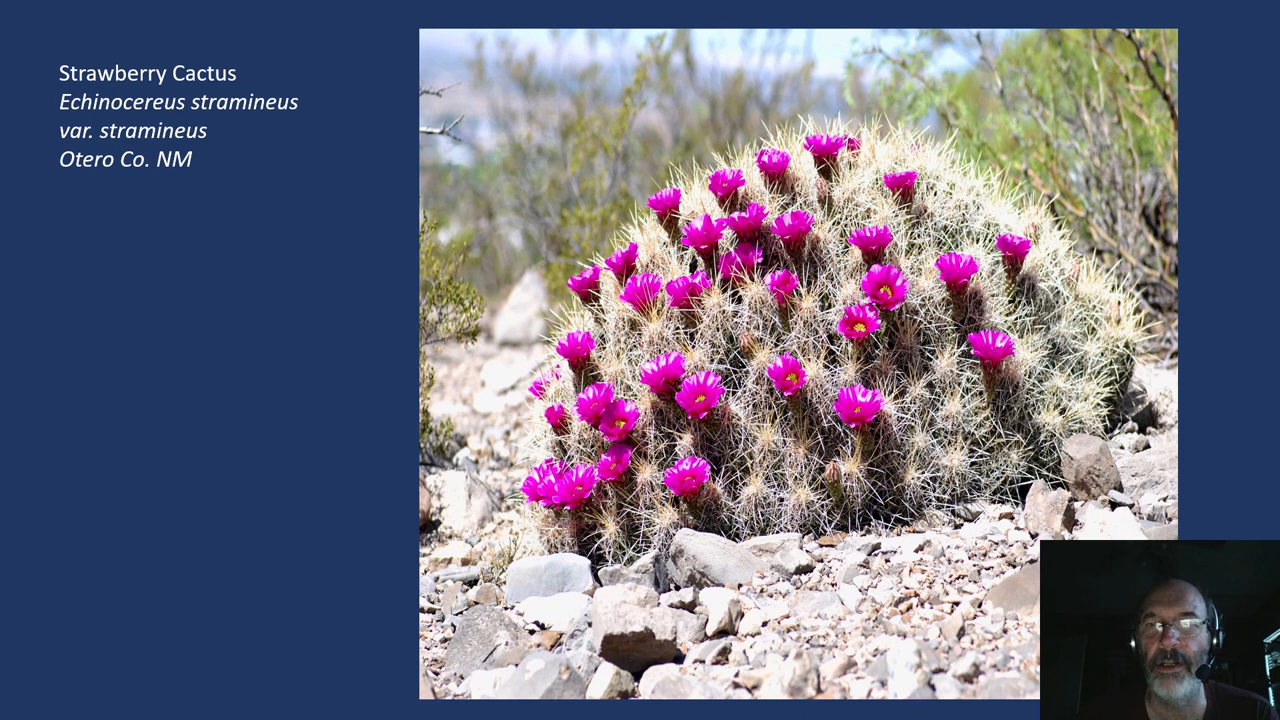 Strawberry Cactus
Echinocereus stramineus
var. stramineus
Otero Co. NM